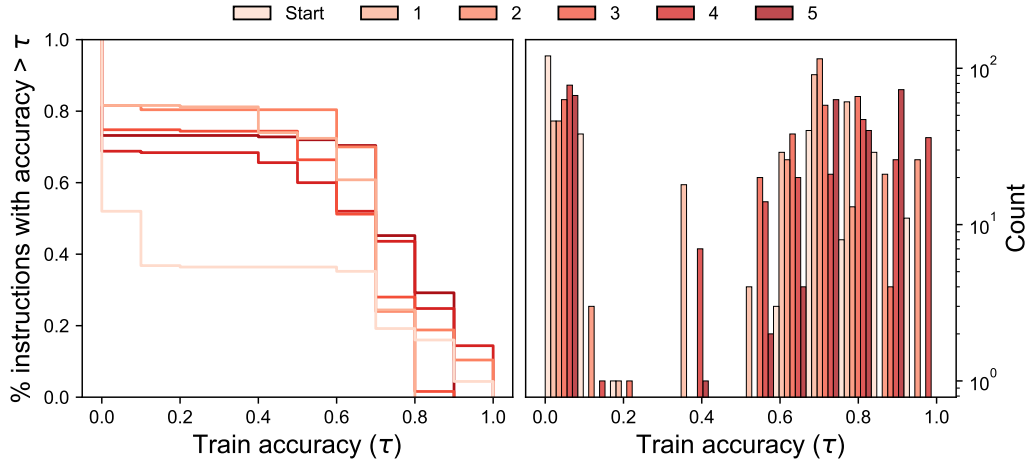 Start 1 2 3 4 5
% instructions with accuracy > τ
1.0
0.8
0.6
0.4
0.2
0.0
0.0 0.2 0.4 0.6 0.8 1.0
Train accuracy (τ)
10²
10¹
10⁰
Count
0.0 0.2 0.4 0.6 0.8 1.0
Train accuracy (τ)